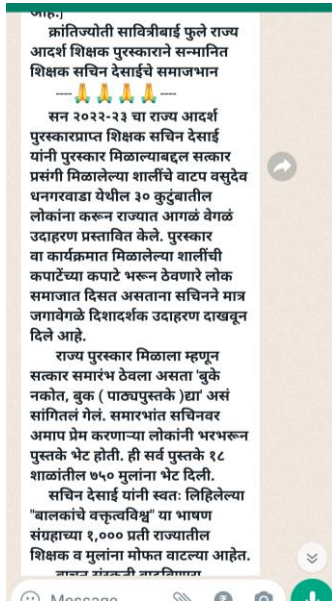 आहे.]
क्रांतिज्योती सावित्रीबाई फुले राज्य
आदर्श शिक्षक पुरस्काराने सन्मानित
शिक्षक सचिन देसाईचे समाजभान
----🙏🙏🙏🙏----
सन २०२२-२३ चा राज्य आदर्श
पुरस्कारप्राप्त शिक्षक सचिन देसाई
यांनी पुरस्कार मिळाल्याबद्दल सत्कार
प्रसंगी मिळालेल्या शालींचे वाटप वसुदेव
धनगरवाडा येथील ३० कुटुंबातील
लोकांना करून राज्यात आगळं वेगळं
उदाहरण प्रस्तावित केले. पुरस्कार
वा कार्यक्रमात मिळालेल्या शालींची
कपाटेंच्या कपाटे भरून ठेवणारे लोक
समाजात दिसत असताना सचिनने मात्र
जगावेगळे दिशादर्शक उदाहरण दाखवून
दिले आहे.
राज्य पुरस्कार मिळाला म्हणून
सत्कार समारंभ ठेवला असता 'बुके
नकोत, बुक ( पाठ्यपुस्तके )द्या' असं
सांगितलं गेलं. समारभांत सचिनवर
अमाप प्रेम करणाऱ्या लोकांनी भरभरून
पुस्तके भेट होती. ही सर्व पुस्तके १८
शाळांतील ७५० मुलांना भेट दिली.
सचिन देसाई यांनी स्वतः लिहिलेल्या
"बालकांचे वक्तृत्वविश्व" या भाषण
संग्रहाच्या १,००० प्रती राज्यातील
शिक्षक व मुलांना मोफत वाटल्या आहेत.
वाचन संस्कृती
Message